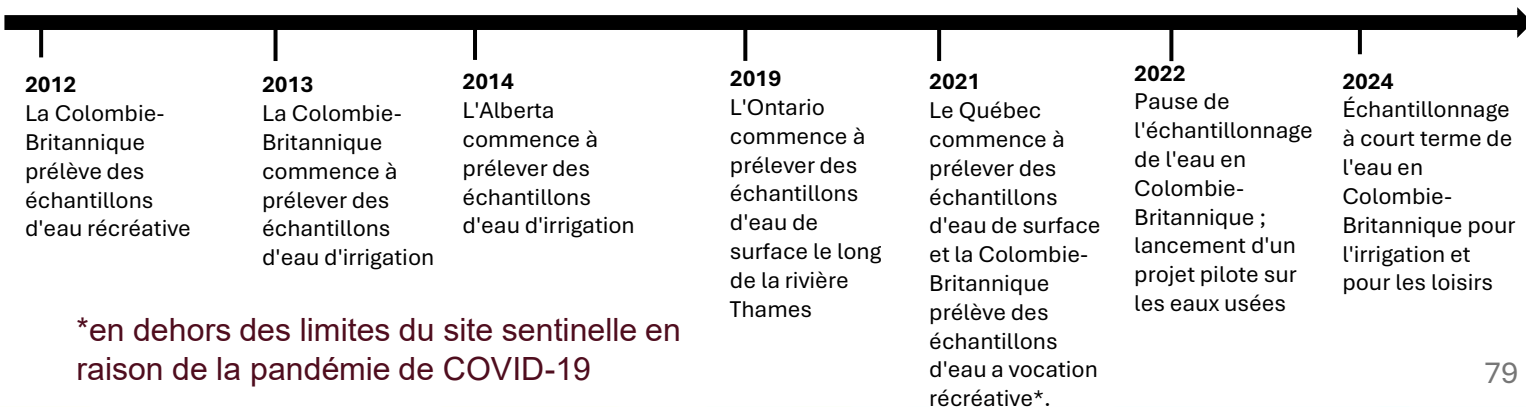 2012
La Colombie-
Britannique
prélève des
échantillons
d'eau récréative
2013
La Colombie-
Britannique
commence à
prélever des
échantillons
d'eau d'irrigation
2014
L'Alberta
commence à
prélever des
échantillons
d'eau d'irrigation
2019
L'Ontario
commence à
prélever des
échantillons
d'eau de
surface le long
de la rivière
Thames
2021
Le Québec
commence à
prélever des
échantillons
d'eau de surface
et la Colombie-
Britannique
prélève des
échantillons
d'eau a vocation
récréative*.
2022
Pause de
l'échantillonnage
de l'eau en
Colombie-
Britannique ;
lancement d'un
projet pilote sur
les eaux usées
2024
Échantillonnage
à court terme de
l'eau en
Colombie-
Britannique pour
l'irrigation et
pour les loisirs
*en dehors des limites du site sentinelle en
raison de la pandémie de COVID-19
79